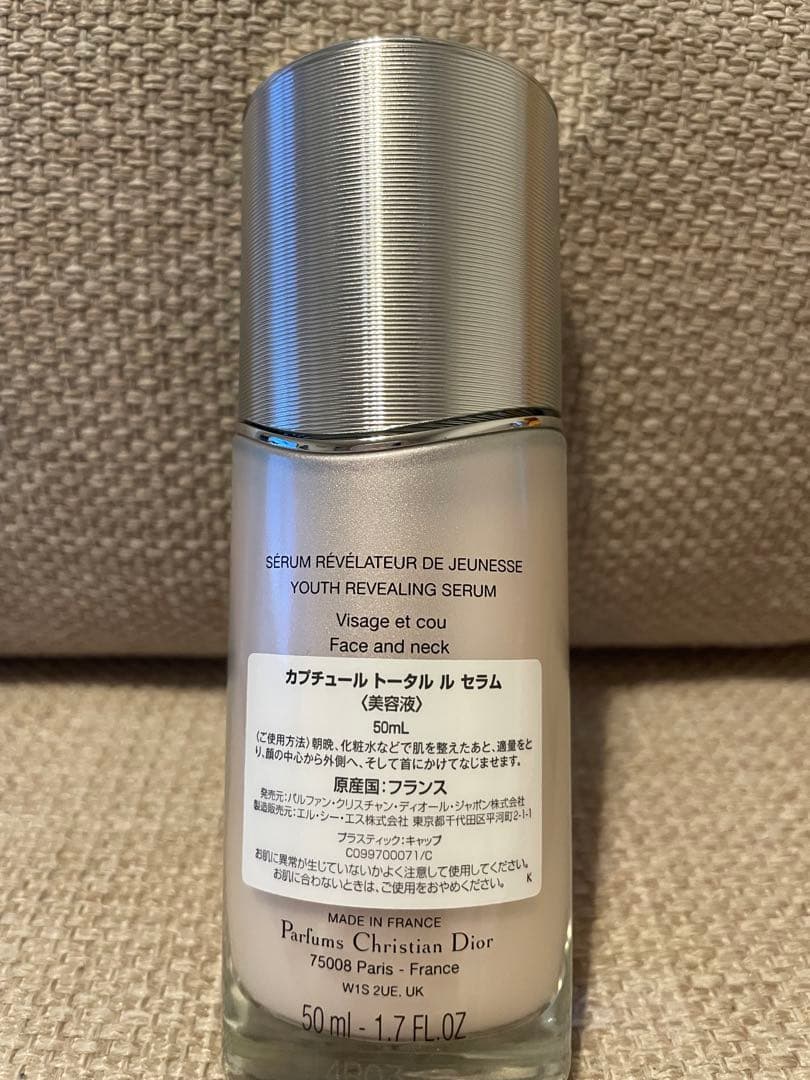 SÉRUM RÉVÉLATEUR DE JEUNESSE
YOUTH REVEALING SERUM
Visage et cou
Face and neck
カプチュール トータル ル セラム
〈美容液〉
50mL
〈ご使用方法〉朝晩、化粧水などで肌を整えたあと、適量をと
り、顔の中心から外側へ、そして首にかけてなじませます。
原産国：フランス
発売元：パルファン・クリスチャン・ディオール・ジャポン株式会社
製造販売元：エル・シー・エス株式会社 東京都千代田区平河町2-1-1
プラスティック：キャップ
C099700071/C
お肌に異常が生じていないかよく注意して使用してください。
お肌に合わないときは、ご使用をおやめください。 K
MADE IN FRANCE
Parfums Christian Dior
75008 Paris - France
W1S 2UE. UK
50 ml - 1.7 FL.OZ